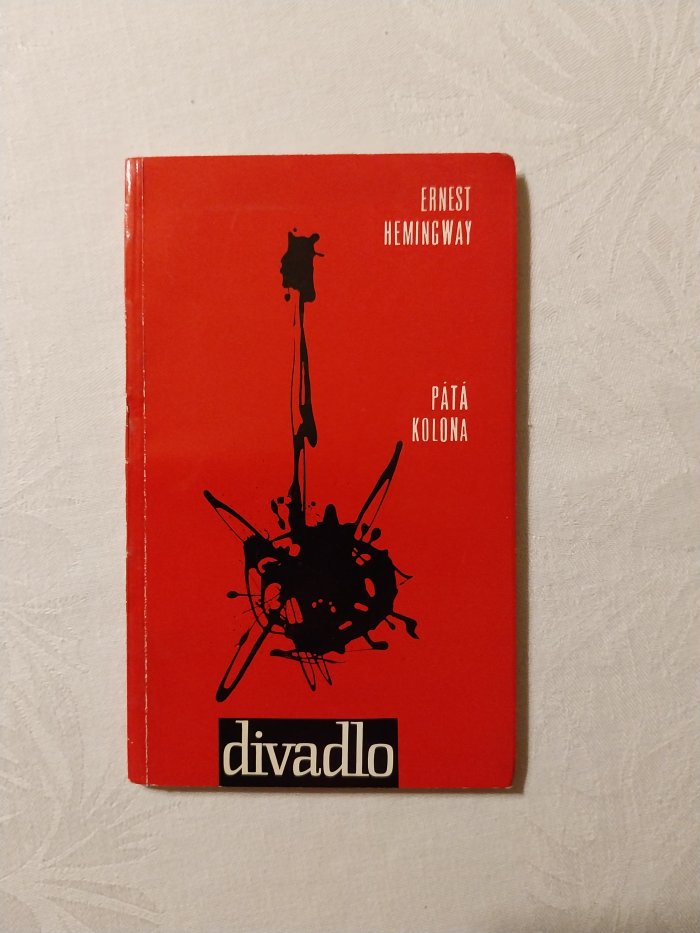 ERNEST
HEMINGWAY
PÁTÁ
KOLONA
divadlo